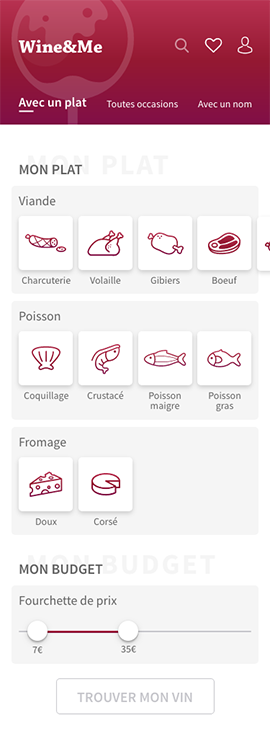 Wine&Me
Avec un plat
Toutes occasions
Avec un nom
MON PLAT
MON PLAT
Viande
Charcuterie
Volaille
Gibiers
Boeuf
Poisson
Coquillage
Crustacé
Poisson
maigre
Poisson
gras
Fromage
Doux
Corsé
MON BUDGET
MON BUDGET
Fourchette de prix
7€
35€
TROUVER MON VIN